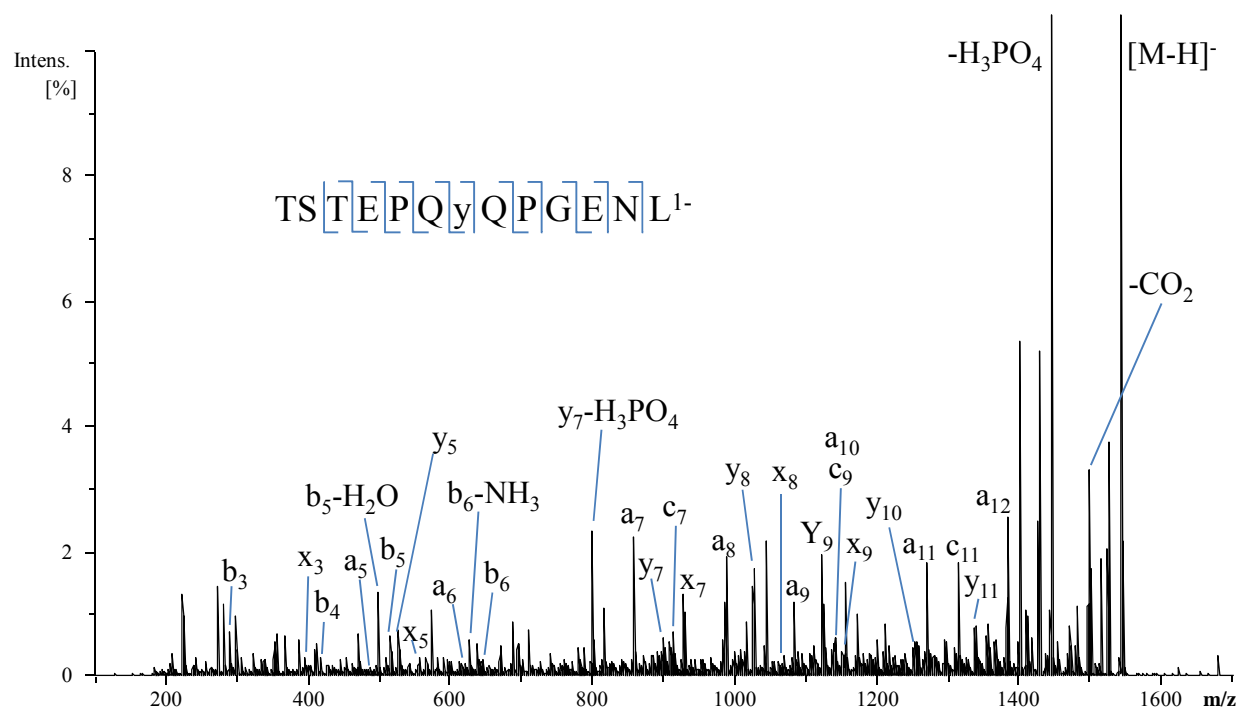 Intens.
[%]
-H₃PO₄
[M-H]⁻
8
TSTEPQyQPGENL¹⁻
-CO₂
6
4
y₇-H₃PO₄
y₅
b₅-H₂O
b₆-NH₃
a₁₀
y₈
x₈
c₉
a₁₂
a₇
c₇
y₁₀
2
b₃
x₃
a₅
b₅
b₆
y₇
a₈
Y₉
x₉
a₁₁
c₁₁
b₄
x₅
a₆
x₇
a₉
y₁₁
0
200 400 600 800 1000 1200 1400 1600 m/z